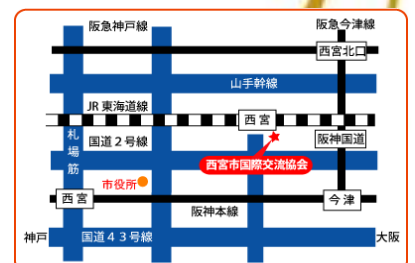 阪急神戸線
阪急今津線
西宮北口
山手幹線
JR東海道線
西宮
札場筋
国道２号線
阪神国道
西宮市国際交流協会
市役所
西宮
今津
阪神本線
神戸
国道４３号線
大阪